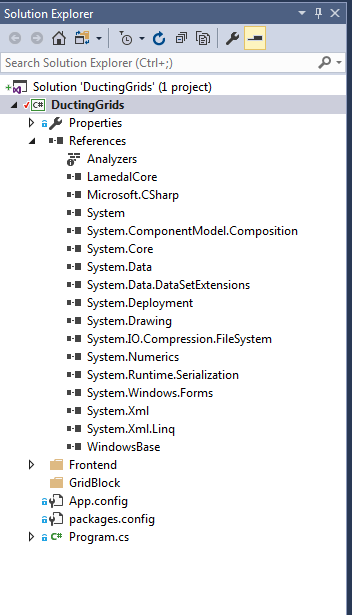 Solution Explorer
Search Solution Explorer (Ctrl+;)
Solution 'DuctingGrids' (1 project)
C# DuctingGrids
Properties
References
Analyzers
LamedalCore
Microsoft.CSharp
System
System.ComponentModel.Composition
System.Core
System.Data
System.Data.DataSetExtensions
System.Deployment
System.Drawing
System.IO.Compression.FileSystem
System.Numerics
System.Runtime.Serialization
System.Windows.Forms
System.Xml
System.Xml.Linq
WindowsBase
Frontend
GridBlock
App.config
packages.config
C# Program.cs